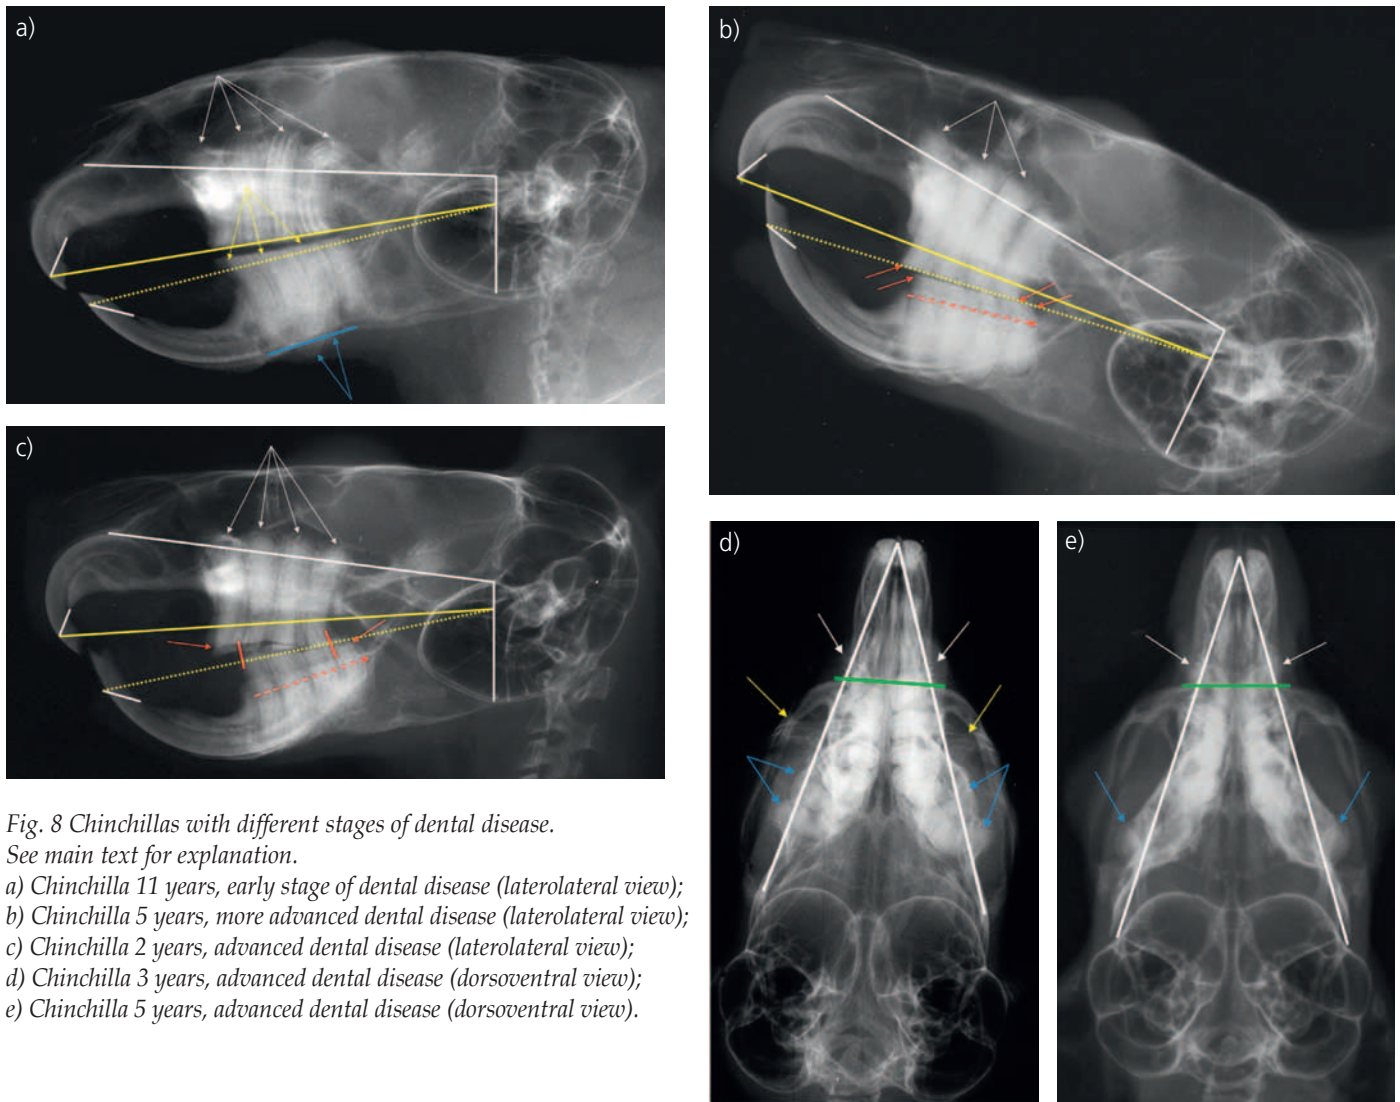 a)
b)
c)
d)
e)
Fig. 8 Chinchillas with different stages of dental disease.
See main text for explanation.
a) Chinchilla 11 years, early stage of dental disease (laterolateral view);
b) Chinchilla 5 years, more advanced dental disease (laterolateral view);
c) Chinchilla 2 years, advanced dental disease (laterolateral view);
d) Chinchilla 3 years, advanced dental disease (dorsoventral view);
e) Chinchilla 5 years, advanced dental disease (dorsoventral view).